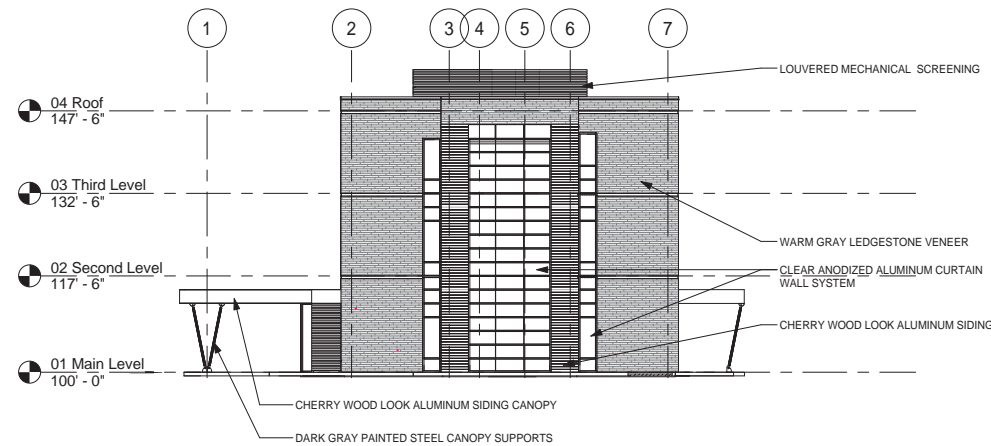 1
2
3
4
5
6
7
LOUVERED MECHANICAL SCREENING
04 Roof
147' - 6"
03 Third Level
132' - 6"
WARM GRAY LEDGESTONE VENEER
02 Second Level
117' - 6"
CLEAR ANODIZED ALUMINUM CURTAIN
WALL SYSTEM
CHERRY WOOD LOOK ALUMINUM SIDING
01 Main Level
100' - 0"
CHERRY WOOD LOOK ALUMINUM SIDING CANOPY
DARK GRAY PAINTED STEEL CANOPY SUPPORTS